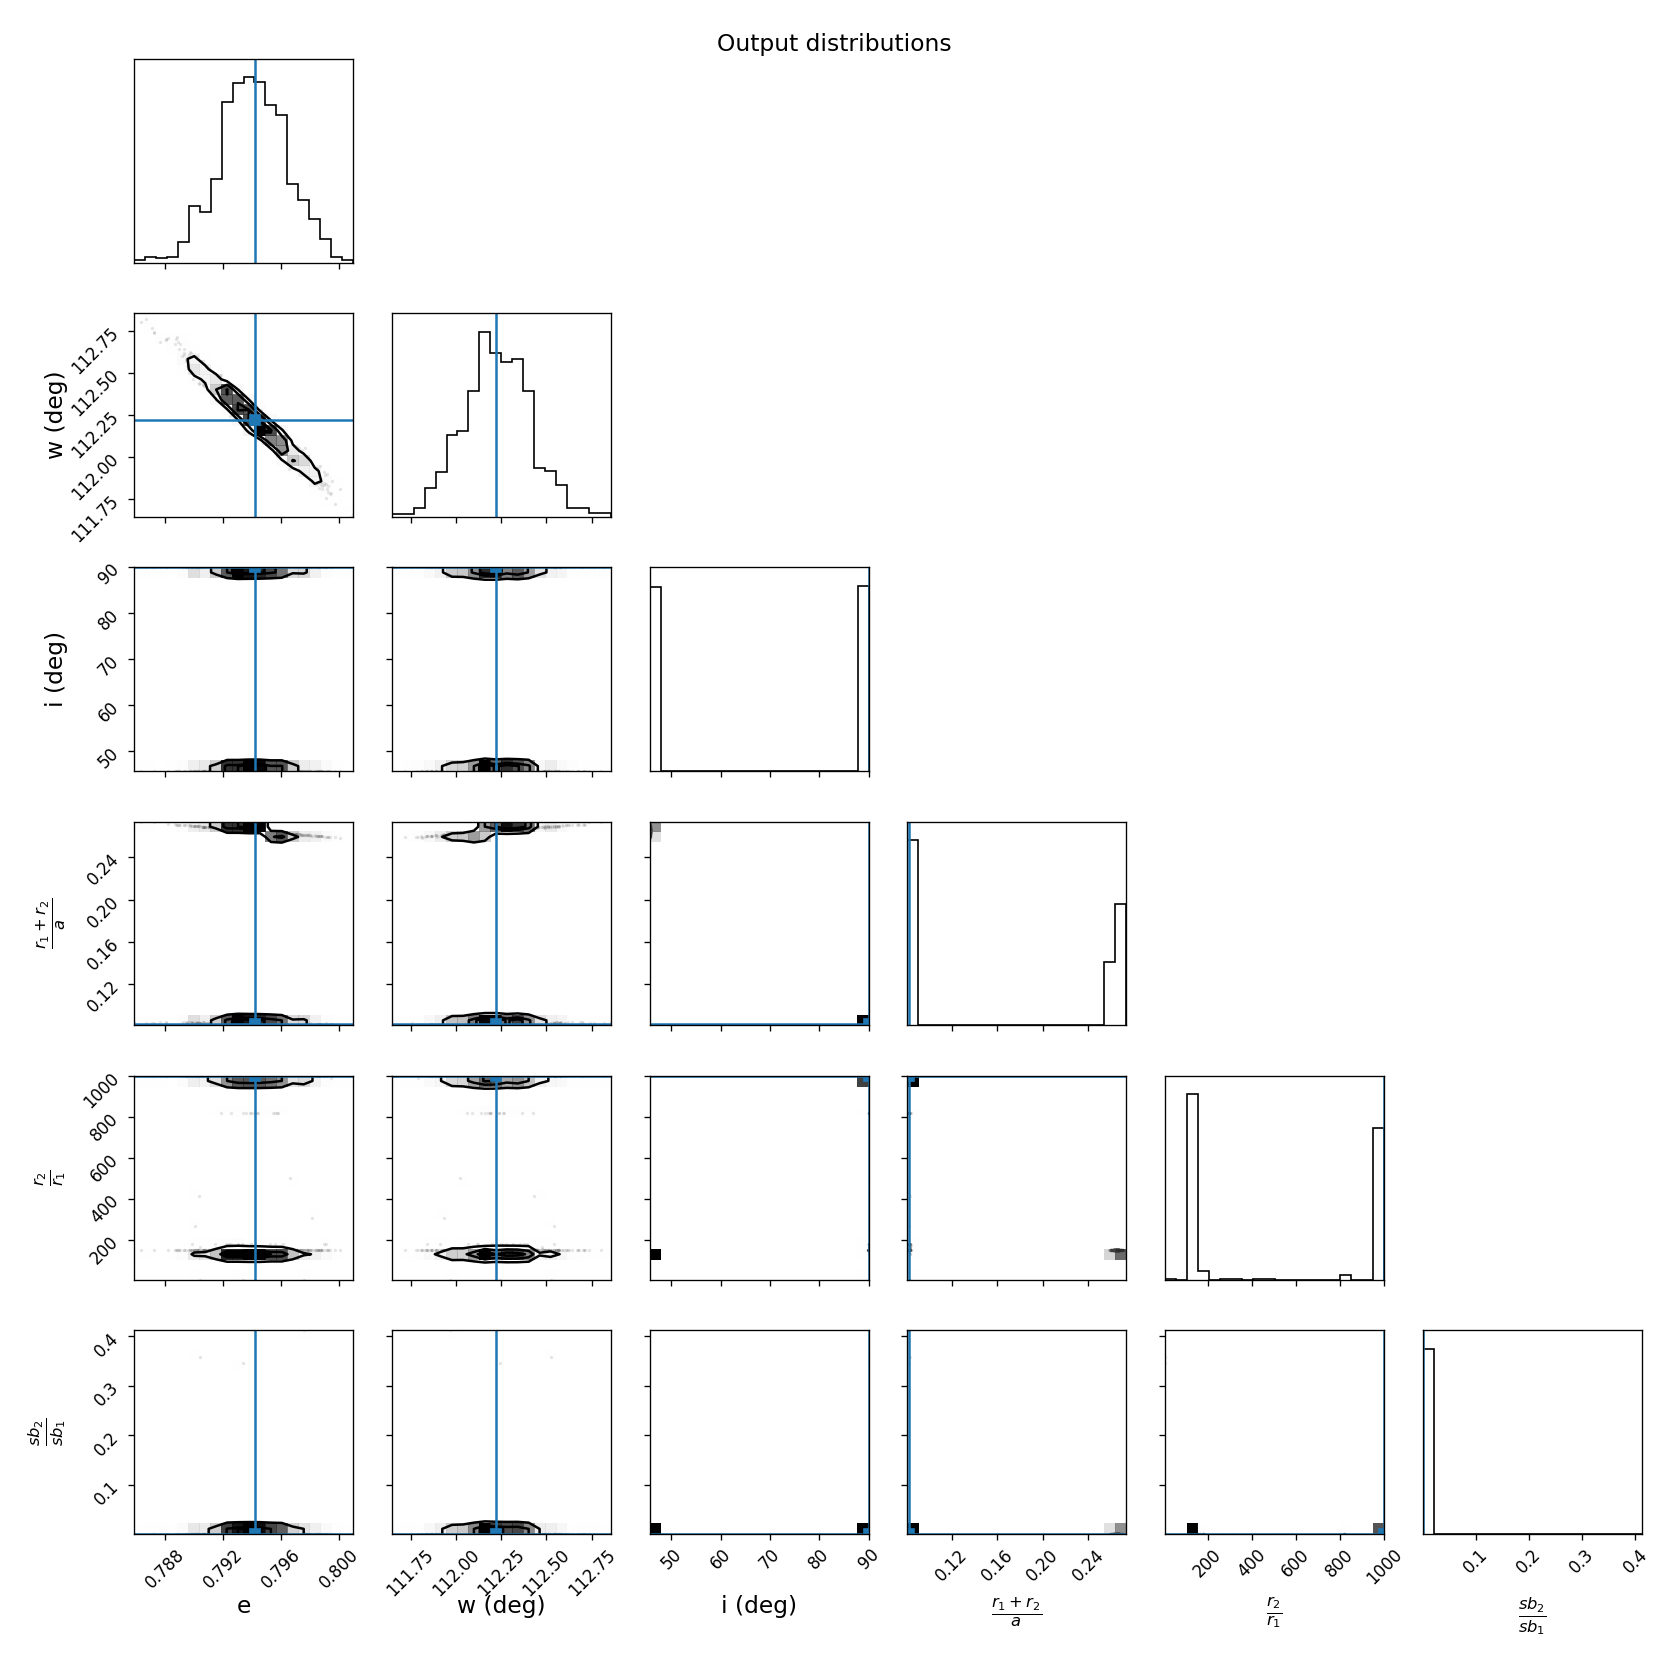 Output distributions
112.75
112.50
112.25
112.00
111.75
w (deg)
90
80
70
60
50
i (deg)
0.24
0.20
0.16
0.12
r₁ + r₂
a
1000
800
600
400
200
r₂
r₁
0.4
0.3
0.2
0.1
sb₂
sb₁
0.788 0.792 0.796 0.800
e
111.75 112.00 112.25 112.50 112.75
w (deg)
50 60 70 80 90
i (deg)
0.12 0.16 0.20 0.24
r₁ + r₂
a
200 400 600 800 1000
r₂
r₁
0.1 0.2 0.3 0.4
sb₂
sb₁